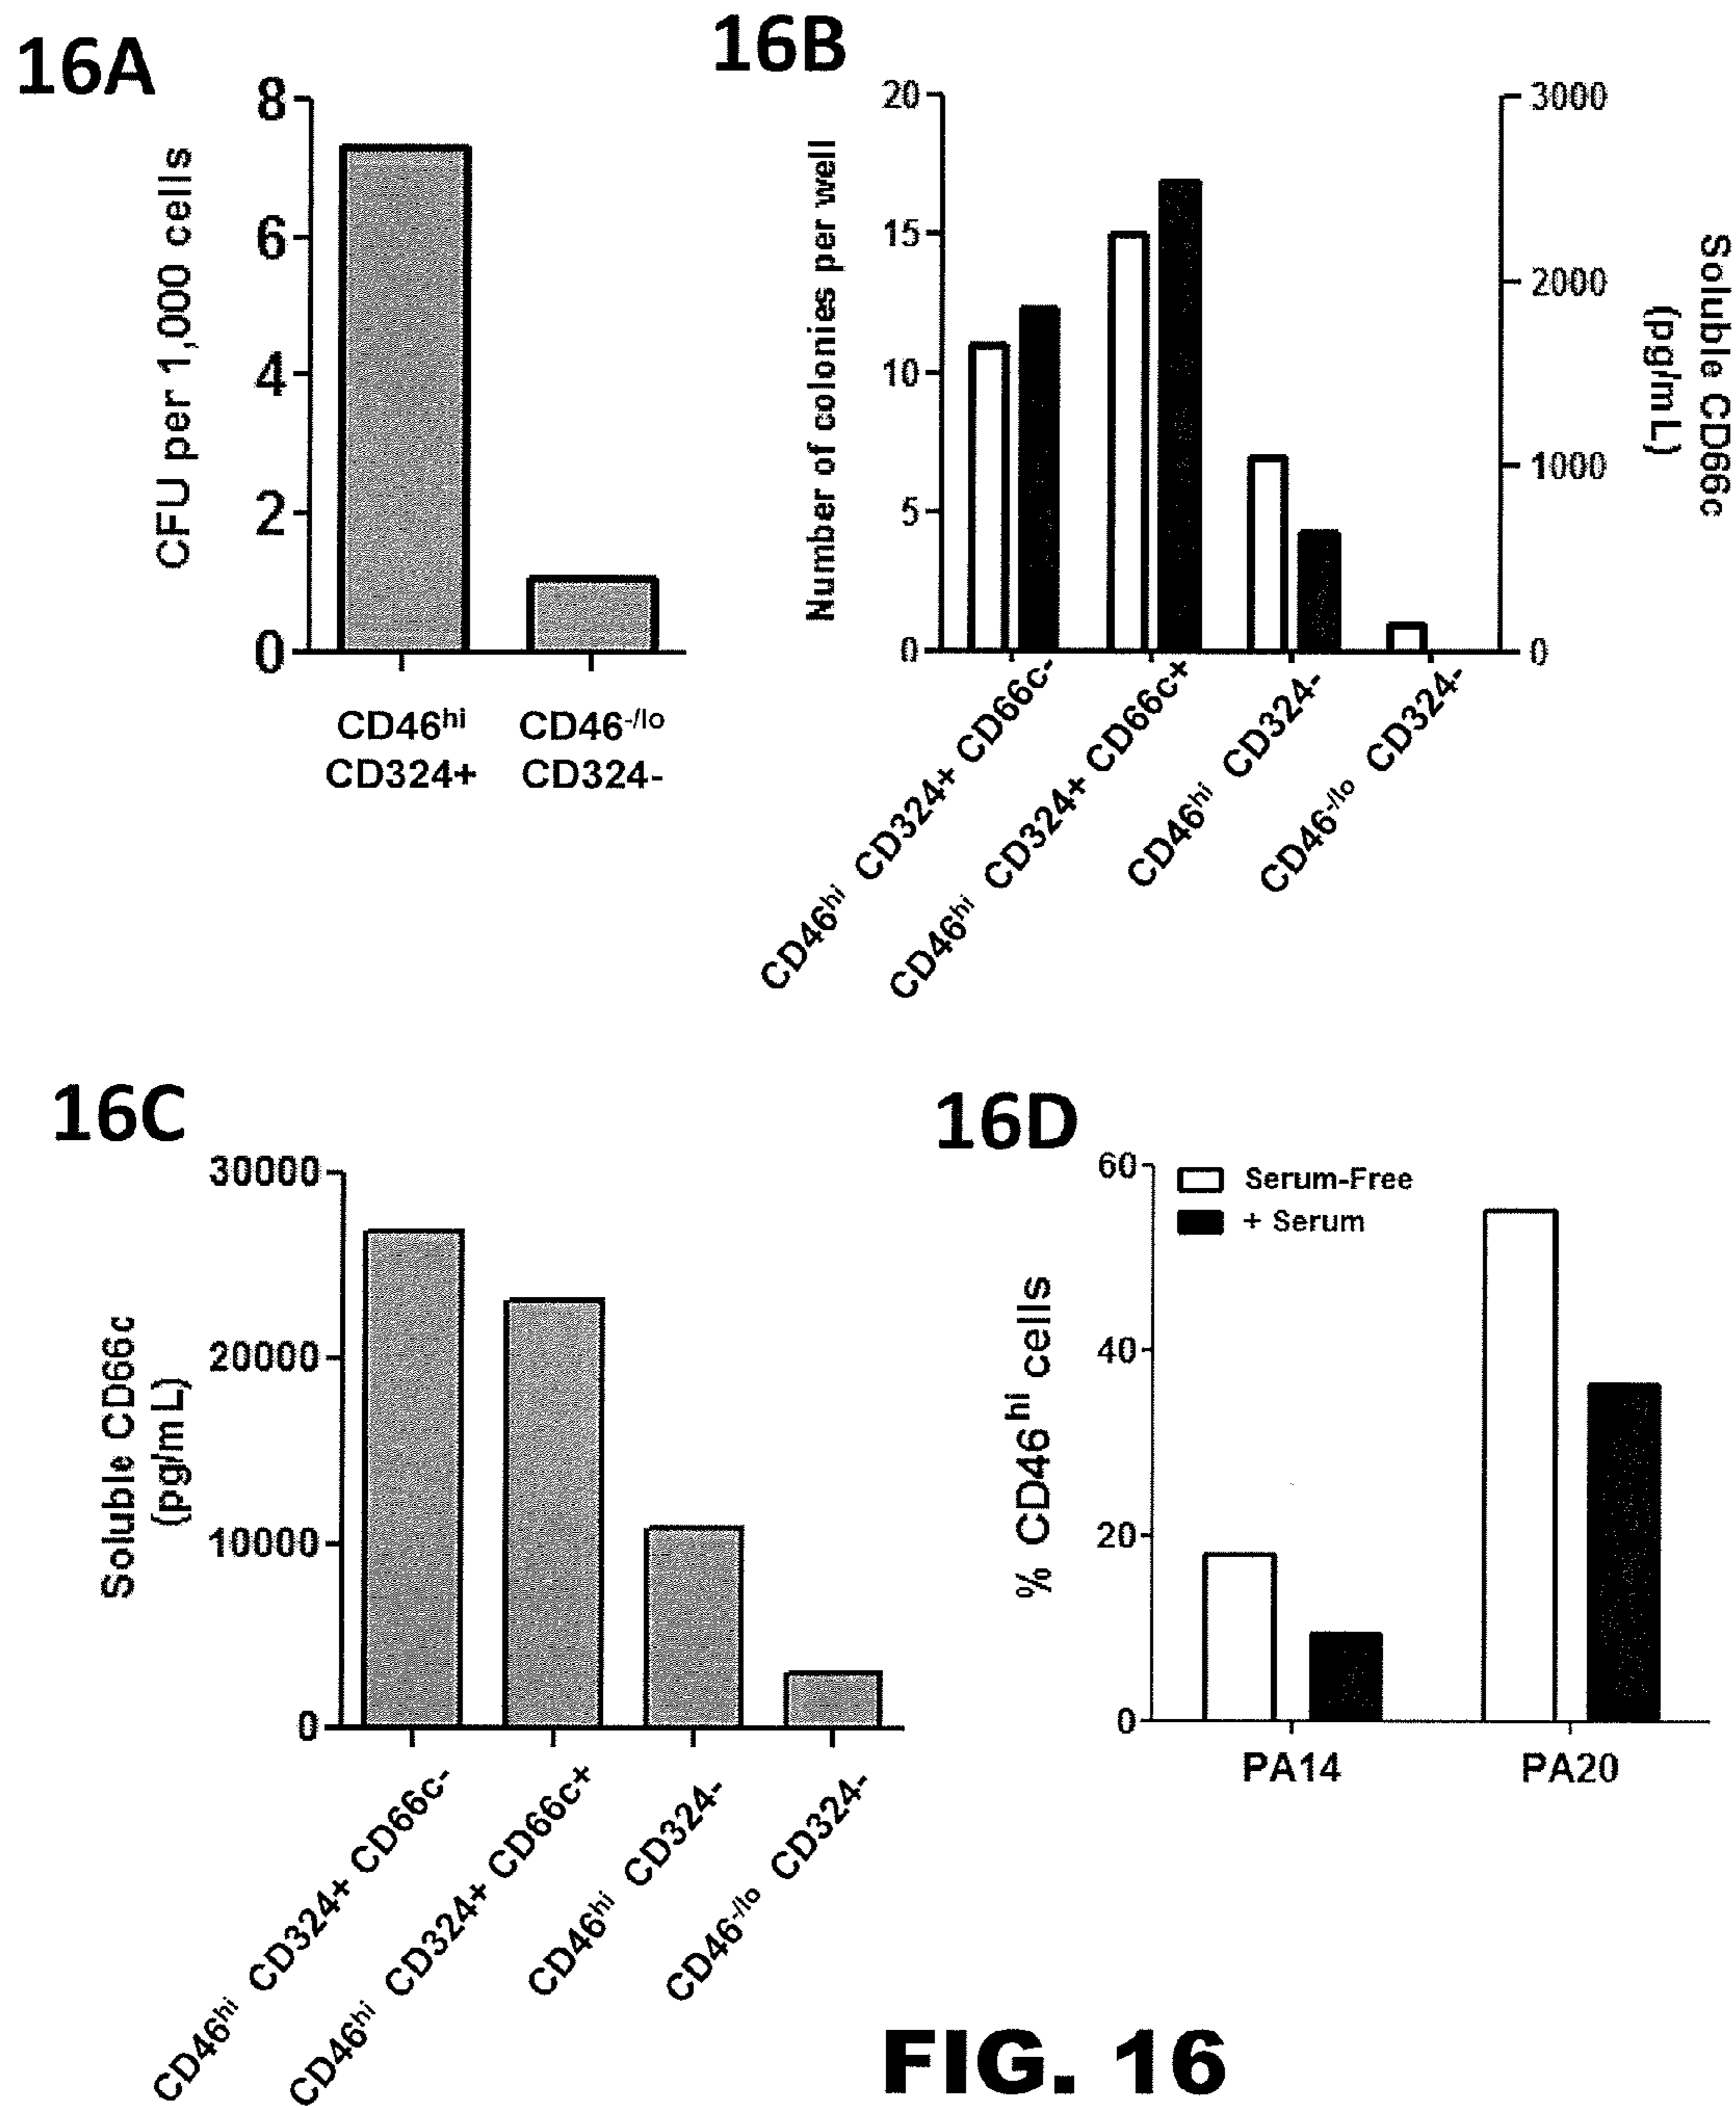 16A
8
6
4
2
0
CFU per 1,000 cells
CD46hi
CD324+
CD46-/lo
CD324-
16B
20
15
10
5
0
Number of colonies per well
3000
2000
1000
0
Soluble CD66c
(pg/mL)
CD46hi CD324+ CD66c-
CD46hi CD324+ CD66c+
CD46hi CD324-
CD46-/lo CD324-
16C
30000
20000
10000
0
Soluble CD66c
(pg/mL)
CD46hi CD324+ CD66c-
CD46hi CD324+ CD66c+
CD46hi CD324-
CD46-/lo CD324-
16D
60
40
20
0
% CD46hi cells
Serum-Free
+ Serum
PA14
PA20
FIG. 16